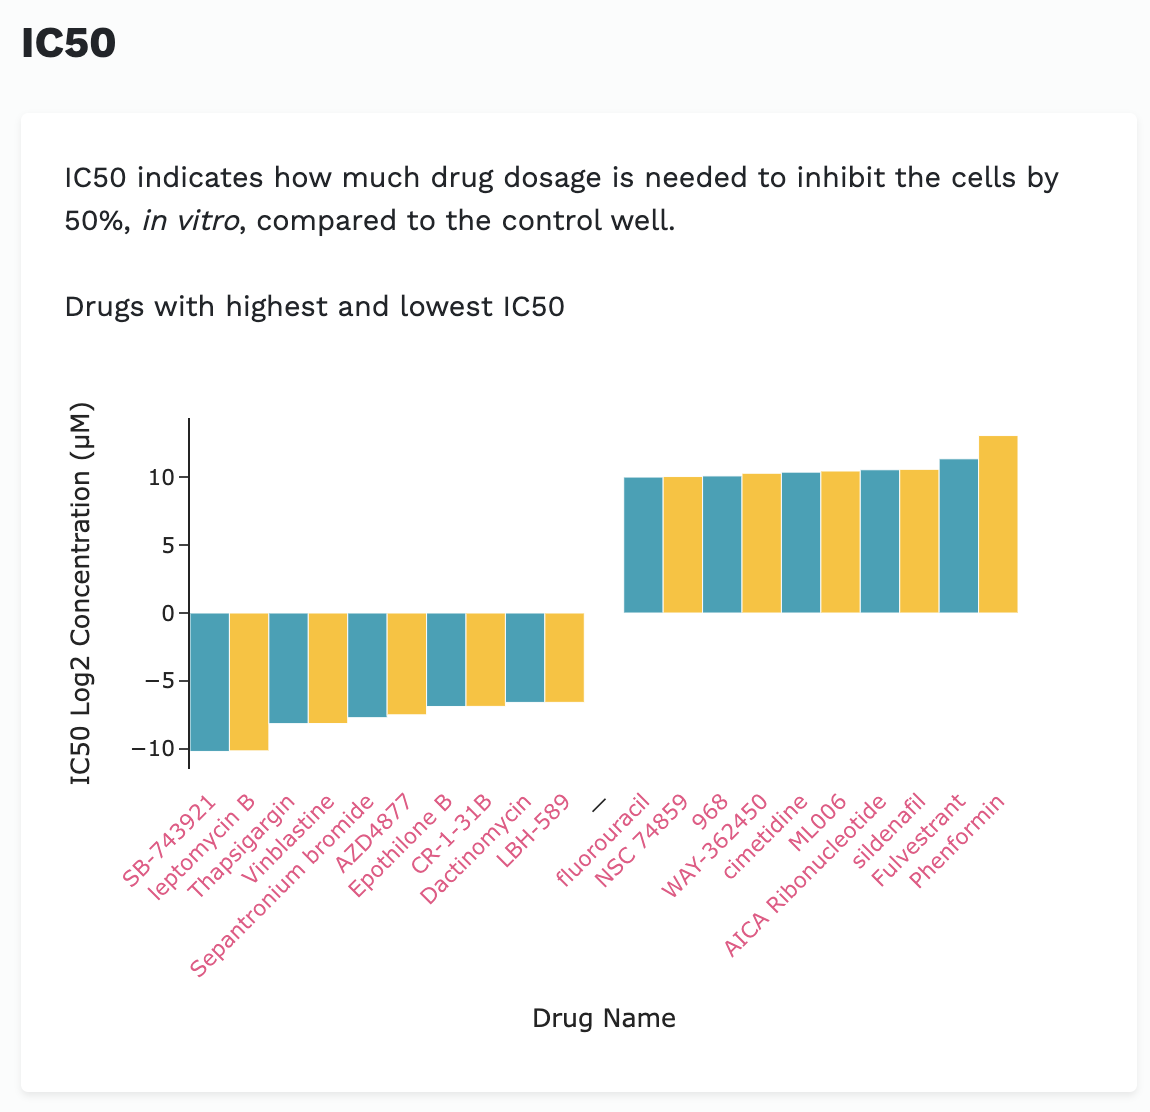 IC50
IC50 indicates how much drug dosage is needed to inhibit the cells by
50%, in vitro, compared to the control well.
Drugs with highest and lowest IC50
IC50 Log2 Concentration (μM)
10
5
0
−5
−10
SB-743921
leptomycin B
Thapsigargin
Vinblastine
Sepantronium bromide
AZD4877
Epothilone B
CR-1-31B
Dactinomycin
LBH-589
/
fluorouracil
NSC 74859
968
WAY-362450
cimetidine
ML006
AICA Ribonucleotide
sildenafil
Fulvestrant
Phenformin
Drug Name